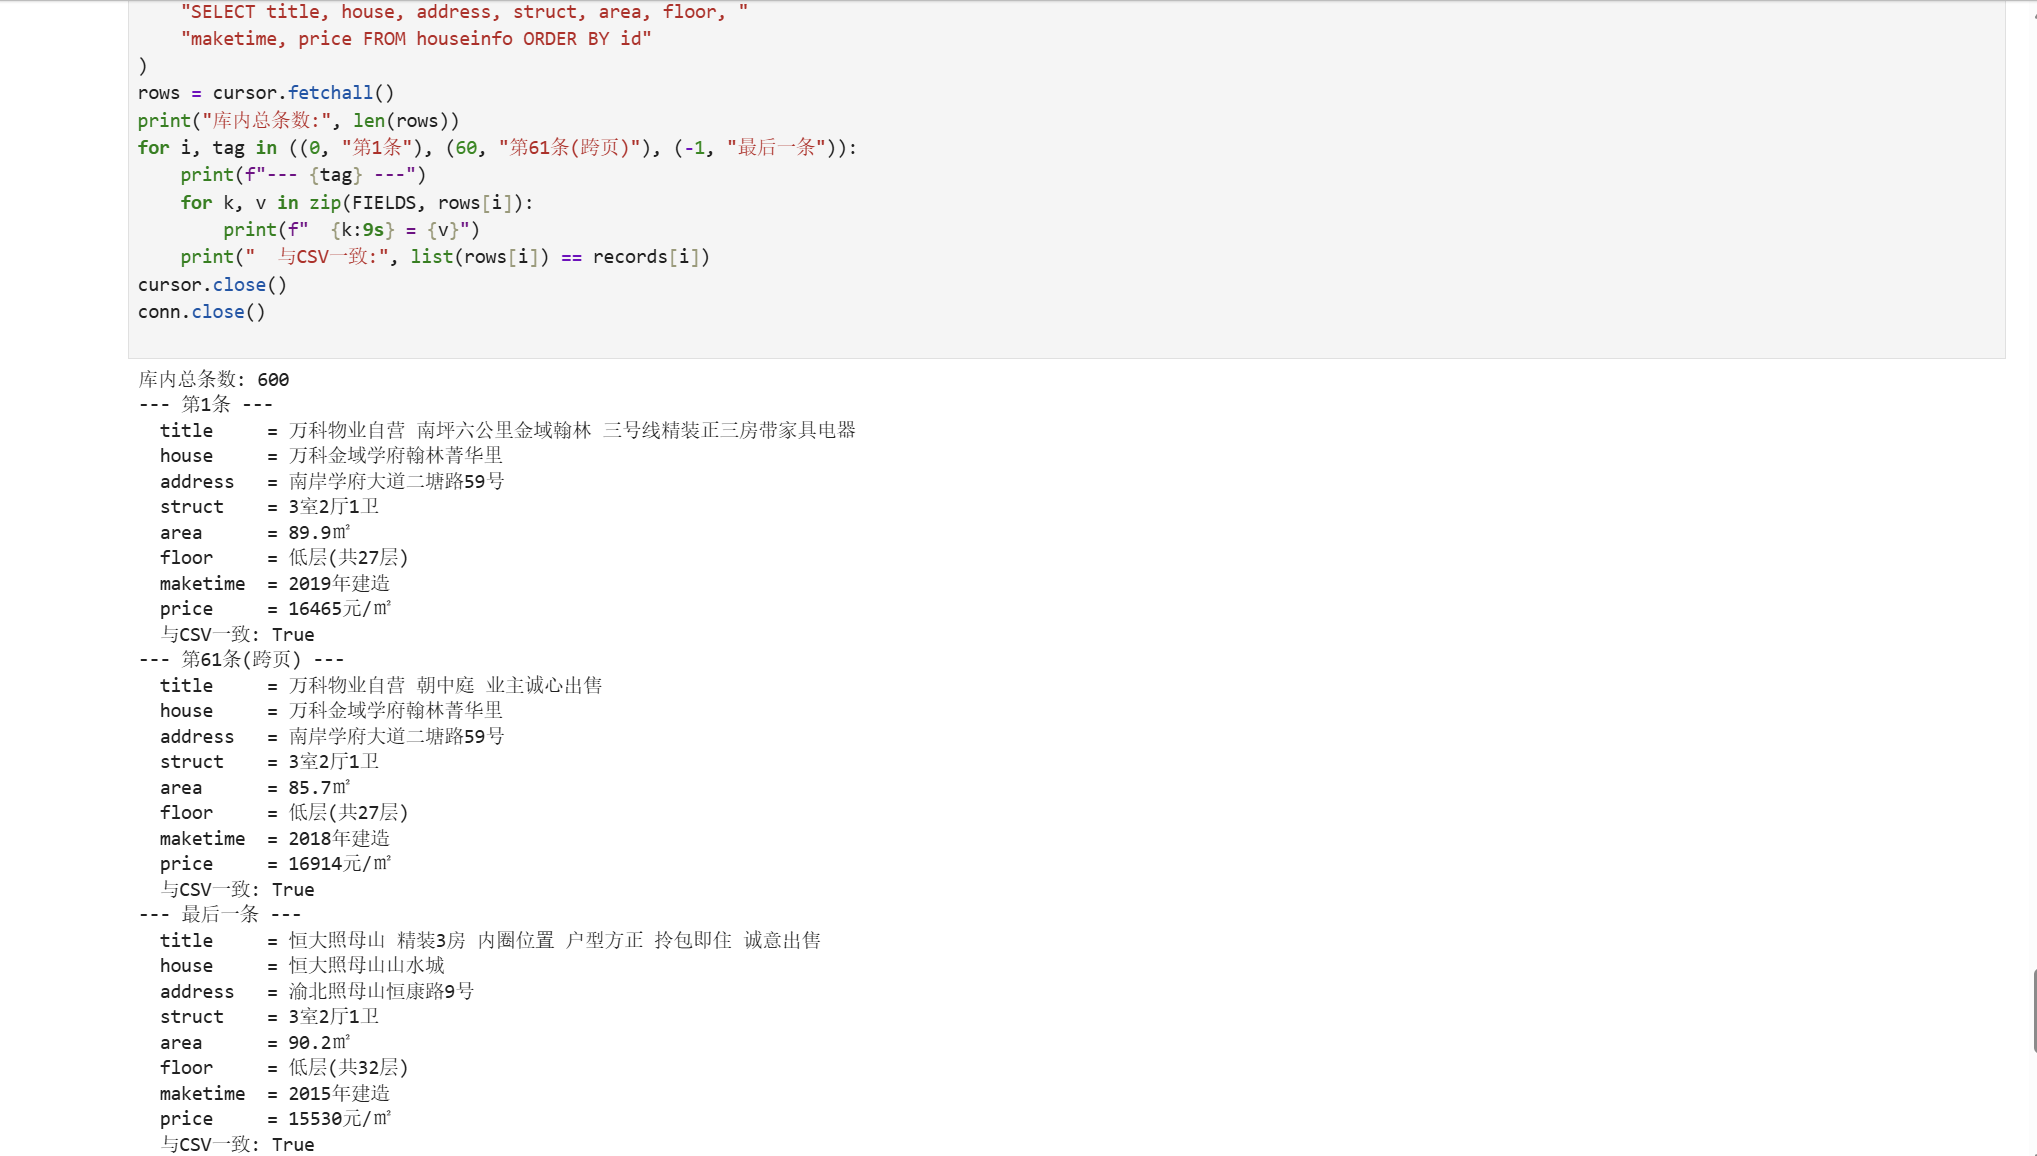 "SELECT title, house, address, struct, area, floor, "
"maketime, price FROM houseinfo ORDER BY id"
)
rows = cursor.fetchall()
print("库内总条数:", len(rows))
for i, tag in ((0, "第1条"), (60, "第61条(跨页)"), (-1, "最后一条")):
print(f"--- {tag} ---")
for k, v in zip(FIELDS, rows[i]):
print(f"  {k:9s} = {v}")
print("  与CSV一致:", list(rows[i]) == records[i])
cursor.close()
conn.close()
库内总条数: 600
--- 第1条 ---
title     = 万科物业自营 南坪六公里金域翰林 三号线精装正三房带家具电器
house     = 万科金域学府翰林菁华里
address   = 南岸学府大道二塘路59号
struct    = 3室2厅1卫
area      = 89.9㎡
floor     = 低层(共27层)
maketime  = 2019年建造
price     = 16465元/㎡
与CSV一致: True
--- 第61条(跨页) ---
title     = 万科物业自营 朝中庭 业主诚心出售
house     = 万科金域学府翰林菁华里
address   = 南岸学府大道二塘路59号
struct    = 3室2厅1卫
area      = 85.7㎡
floor     = 低层(共27层)
maketime  = 2018年建造
price     = 16914元/㎡
与CSV一致: True
--- 最后一条 ---
title     = 恒大照母山 精装3房 内圈位置 户型方正 拎包即住 诚意出售
house     = 恒大照母山山水城
address   = 渝北照母山恒康路9号
struct    = 3室2厅1卫
area      = 90.2㎡
floor     = 低层(共32层)
maketime  = 2015年建造
price     = 15530元/㎡
与CSV一致: True